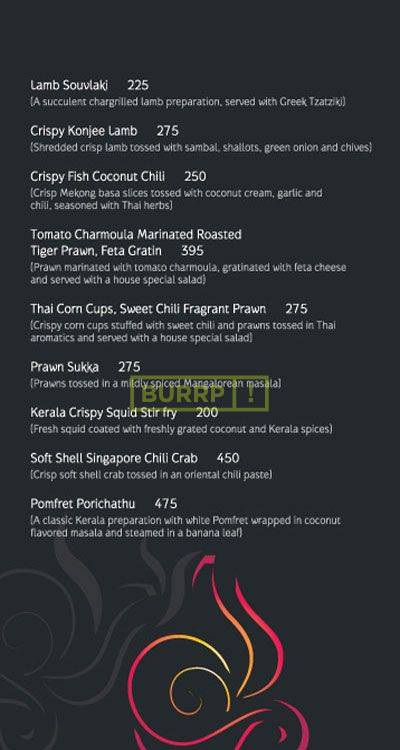 Lamb Souvlaki 225
(A succulent chargrilled lamb preparation, served with Greek Tzatziki)
Crispy Konjee Lamb 275
(Shredded crisp lamb tossed with sambal, shallots, green onion and chives)
Crispy Fish Coconut Chili 250
(Crisp Mekong basa slices tossed with coconut cream, garlic and
chili, seasoned with Thai herbs)
Tomato Charmoula Marinated Roasted
Tiger Prawn, Feta Gratin 395
(Prawn marinated with tomato charmoula, gratinated with feta cheese
and served with a house special salad)
Thai Corn Cups, Sweet Chili Fragrant Prawn 275
(Crispy corn cups stuffed with sweet chili and prawns tossed in Thai
aromatics and served with a house special salad)
Prawn Sukka 275
(Prawns tossed in a mildly spiced Mangalorean masala)
BURRP!
Kerala Crispy Squid Stir fry 200
(Fresh squid coated with freshly grated coconut and Kerala spices)
Soft Shell Singapore Chili Crab 450
(Crisp soft shell crab tossed in an oriental chili paste)
Pomfret Porichathu 475
(A classic Kerala preparation with white Pomfret wrapped in coconut
flavored masala and steamed in a banana leaf)